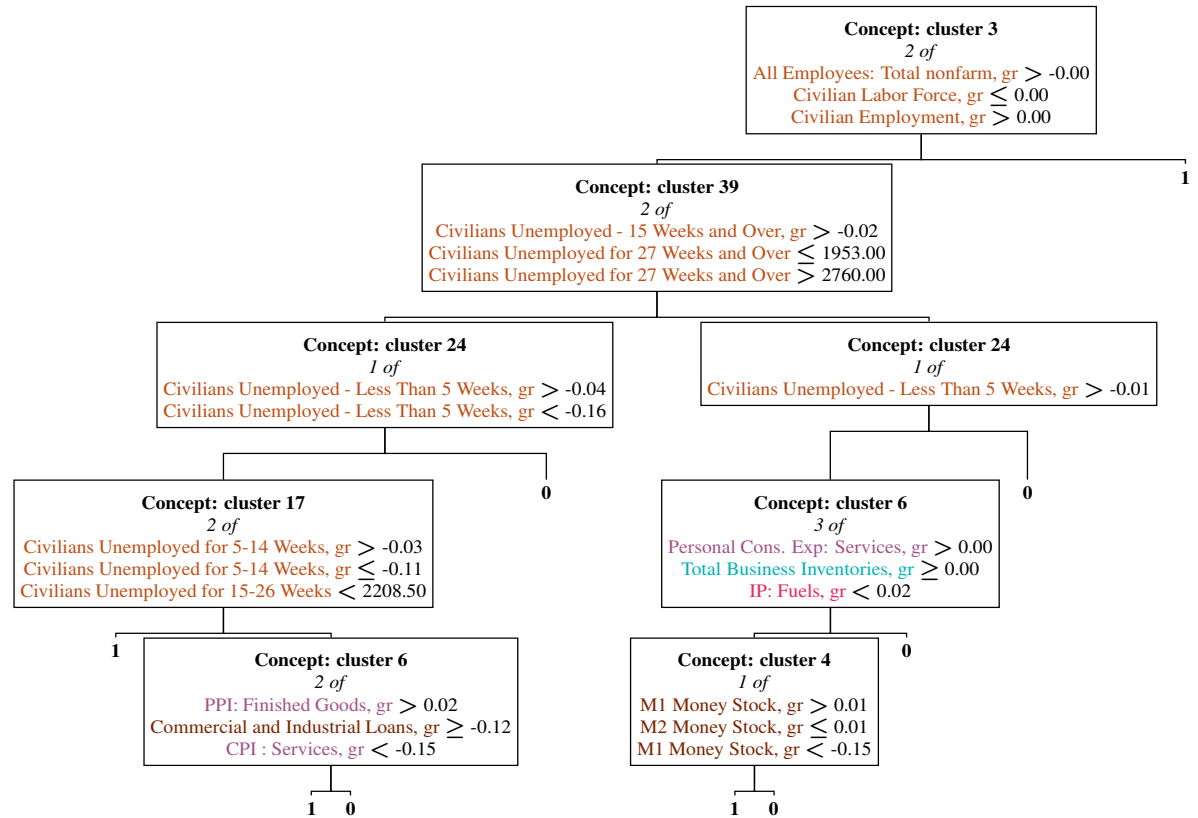 Concept: cluster 3
2 of
All Employees: Total nonfarm, gr > -0.00
Civilian Labor Force, gr ≤ 0.00
Civilian Employment, gr > 0.00
1
Concept: cluster 39
2 of
Civilians Unemployed - 15 Weeks and Over, gr > -0.02
Civilians Unemployed for 27 Weeks and Over ≤ 1953.00
Civilians Unemployed for 27 Weeks and Over > 2760.00
Concept: cluster 24
1 of
Civilians Unemployed - Less Than 5 Weeks, gr > -0.04
Civilians Unemployed - Less Than 5 Weeks, gr < -0.16
Concept: cluster 24
1 of
Civilians Unemployed - Less Than 5 Weeks, gr > -0.01
0
0
Concept: cluster 17
2 of
Civilians Unemployed for 5-14 Weeks, gr > -0.03
Civilians Unemployed for 5-14 Weeks, gr ≤ -0.11
Civilians Unemployed for 15-26 Weeks < 2208.50
Concept: cluster 6
3 of
Personal Cons. Exp: Services, gr > 0.00
Total Business Inventories, gr ≥ 0.00
IP: Fuels, gr < 0.02
1
0
Concept: cluster 6
2 of
PPI: Finished Goods, gr > 0.02
Commercial and Industrial Loans, gr ≥ -0.12
CPI : Services, gr < -0.15
Concept: cluster 4
1 of
M1 Money Stock, gr > 0.01
M2 Money Stock, gr ≤ 0.01
M1 Money Stock, gr < -0.15
1 0
1 0